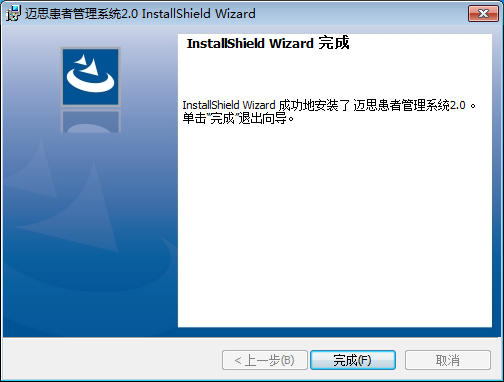 迈思患者管理系统2.0 InstallShield Wizard
InstallShield Wizard 完成
InstallShield Wizard 成功地安装了 迈思患者管理系统2.0 。
单击“完成”退出向导。
< 上一步(B)
完成(F)
取消